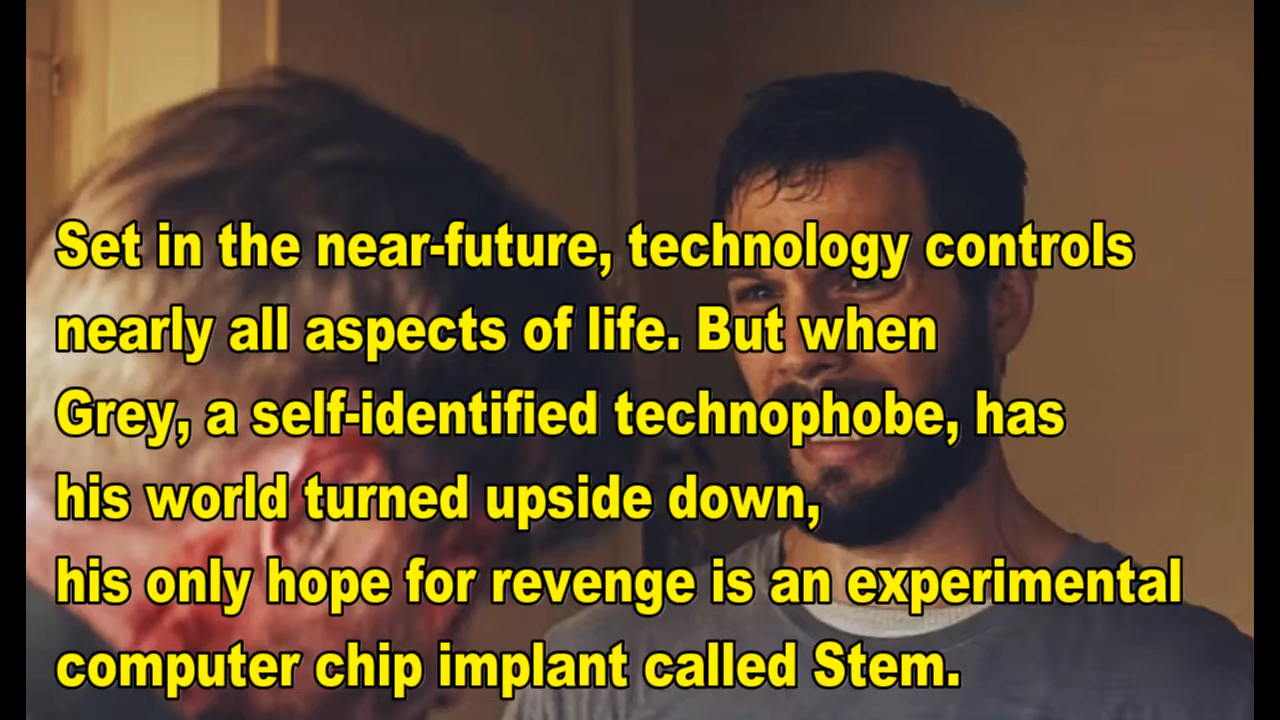 Set in the near-future, technology controls
nearly all aspects of life. But when
Grey, a self-identified technophobe, has
his world turned upside down,
his only hope for revenge is an experimental
computer chip implant called Stem.